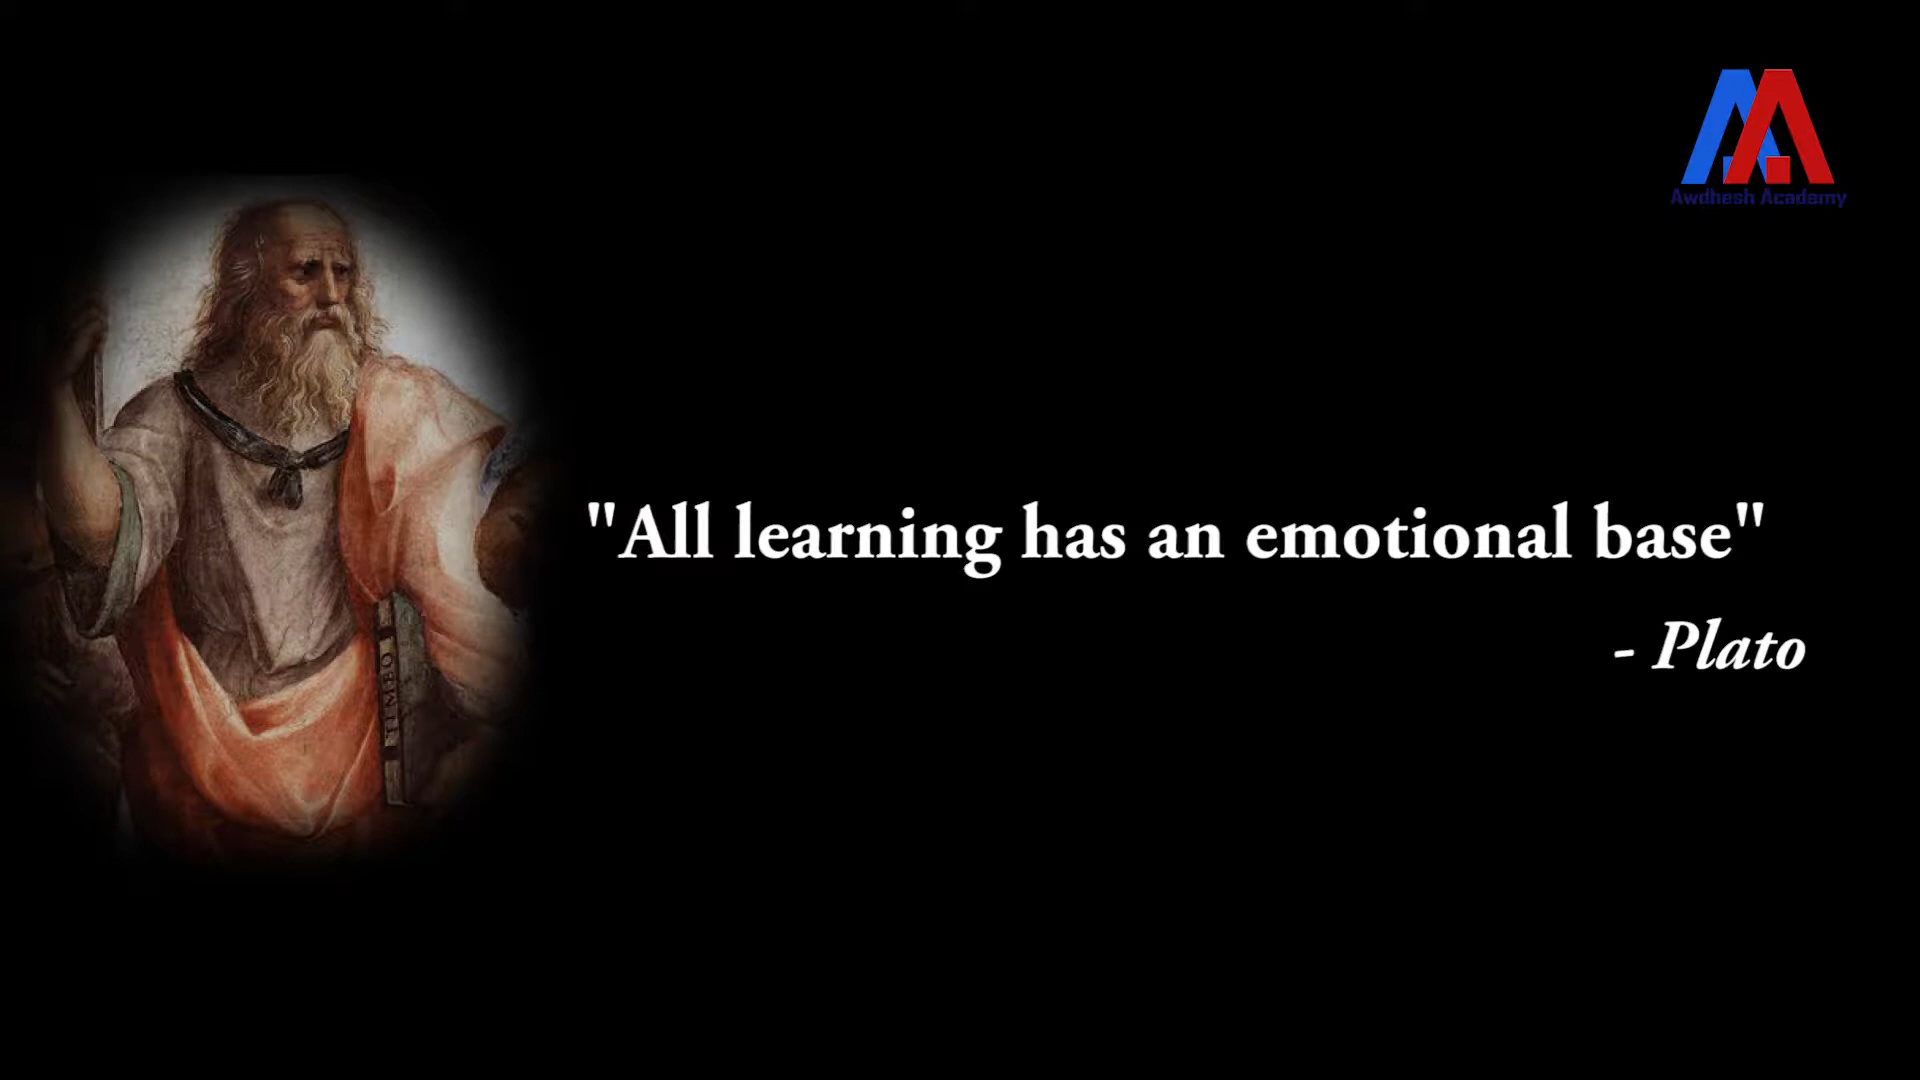 Awdhesh Academy
"All learning has an emotional base"
- Plato
TIMEO